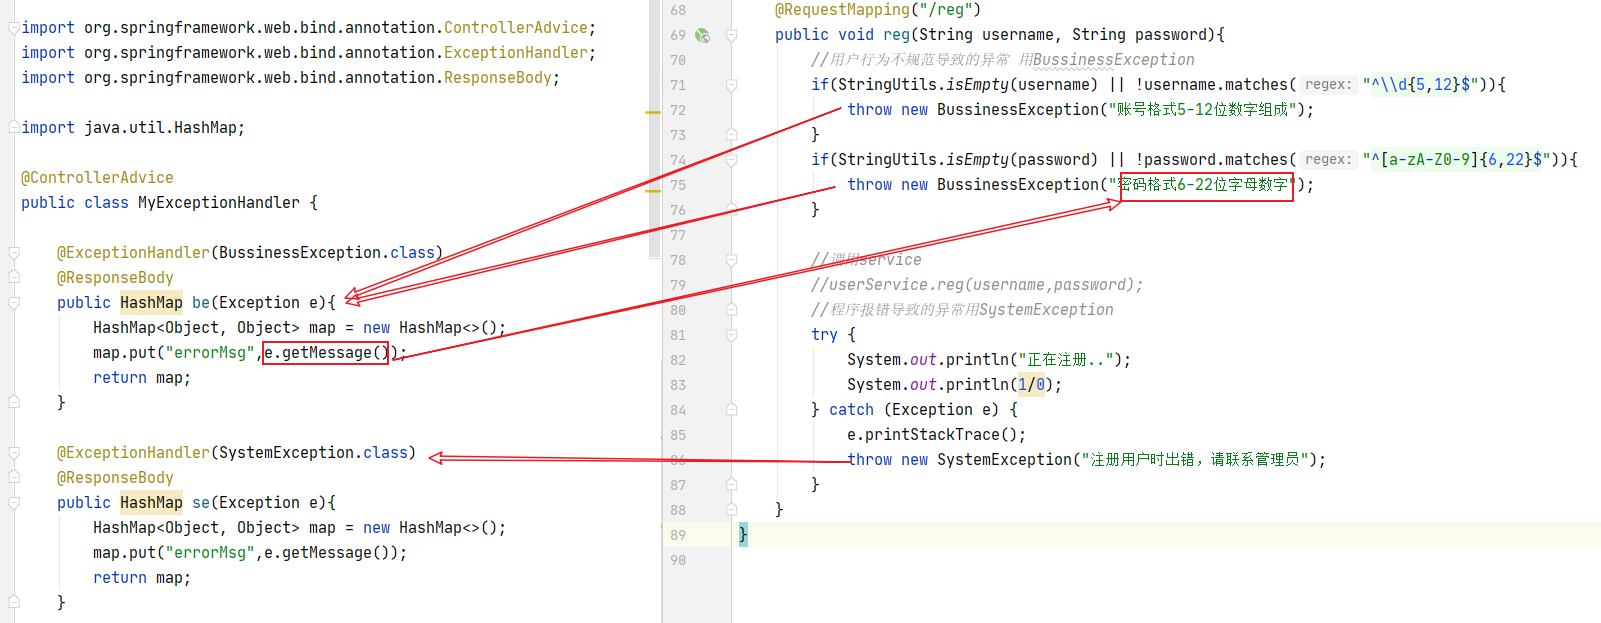 import org.springframework.web.bind.annotation.ControllerAdvice;
import org.springframework.web.bind.annotation.ExceptionHandler;
import org.springframework.web.bind.annotation.ResponseBody;
import java.util.HashMap;
@ControllerAdvice
public class MyExceptionHandler {
@ExceptionHandler(BussinessException.class)
@ResponseBody
public HashMap be(Exception e){
HashMap<Object, Object> map = new HashMap<>();
map.put("errorMsg",e.getMessage());
return map;
}
@ExceptionHandler(SystemException.class)
@ResponseBody
public HashMap se(Exception e){
HashMap<Object, Object> map = new HashMap<>();
map.put("errorMsg",e.getMessage());
return map;
}
68 @RequestMapping("/reg")
69 public void reg(String username, String password){
70 //用户行为不规范导致的异常 用BussinessException
71 if(StringUtils.isEmpty(username) || !username.matches( regex: "^\\d{5,12}$")){
72 throw new BussinessException("账号格式5-12位数字组成");
73 }
74 if(StringUtils.isEmpty(password) || !password.matches( regex: "^[a-zA-Z0-9]{6,22}$")){
75 throw new BussinessException("密码格式6-22位字母数字");
76 }
77
78 //调用service
79 //userService.reg(username,password);
80 //程序报错导致的异常用SystemException
81 try {
82 System.out.println("正在注册..");
83 System.out.println(1/0);
84 } catch (Exception e) {
85 e.printStackTrace();
86 throw new SystemException("注册用户时出错，请联系管理员");
87 }
88 }
89 }
90